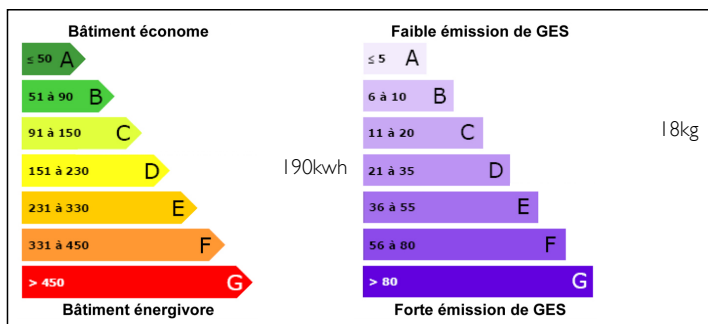 Bâtiment économe
≤ 50 A
51 à 90 B
91 à 150 C
151 à 230 D
190kwh
231 à 330 E
331 à 450 F
> 450 G
Bâtiment énergivore
Faible émission de GES
≤ 5 A
6 à 10 B
11 à 20 C
18kg
21 à 35 D
36 à 55 E
56 à 80 F
> 80 G
Forte émission de GES